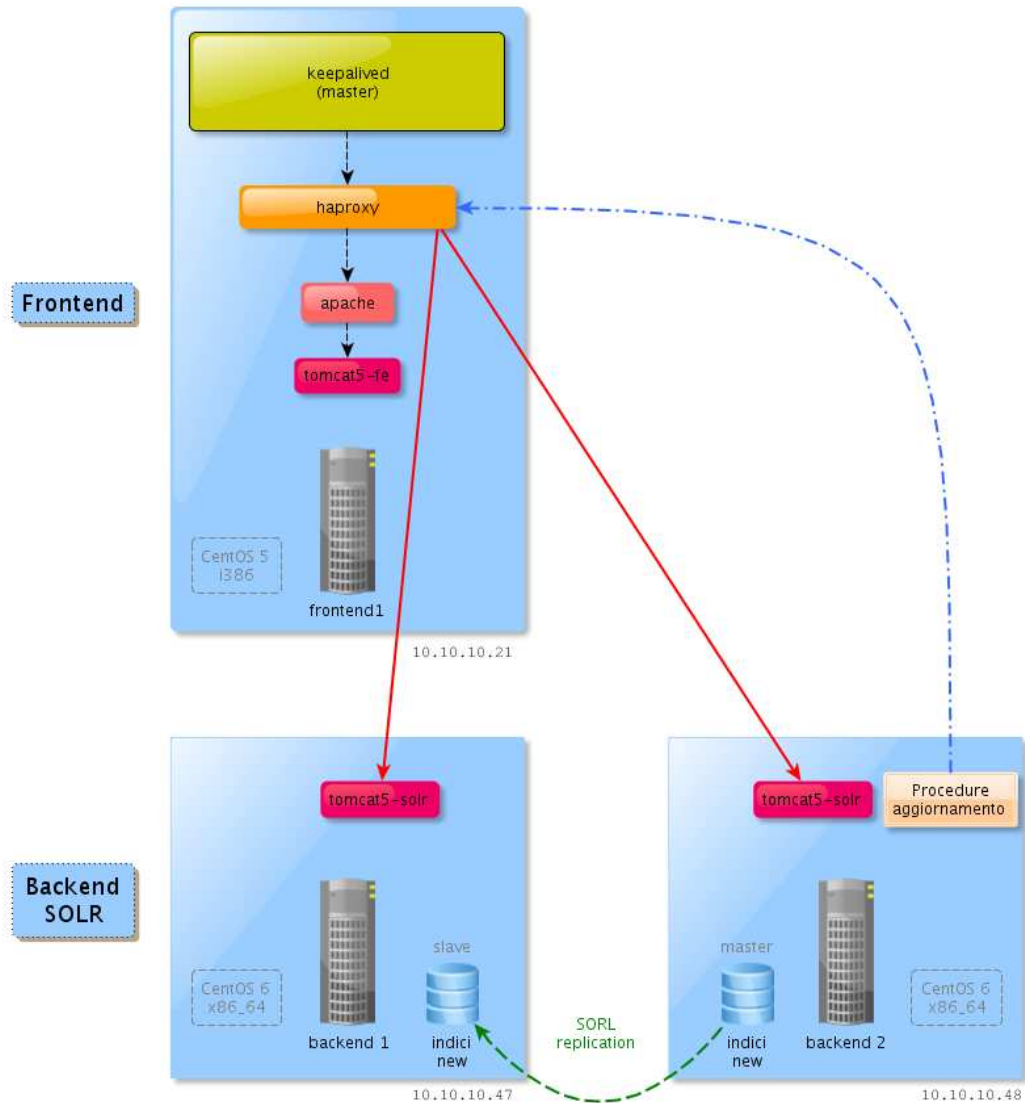 keepalived
(master)
haproxy
Frontend
apache
tomcat5-fe
CentOS 5
i386
frontend1
10.10.10.21
tomcat5-solr
tomcat5-solr
Procedure
aggiornamento
Backend
SOLR
slave
master
CentOS 6
x86_64
CentOS 6
x86_64
SORL
replication
backend 1
indici
new
indici
new
backend 2
10.10.10.47
10.10.10.48